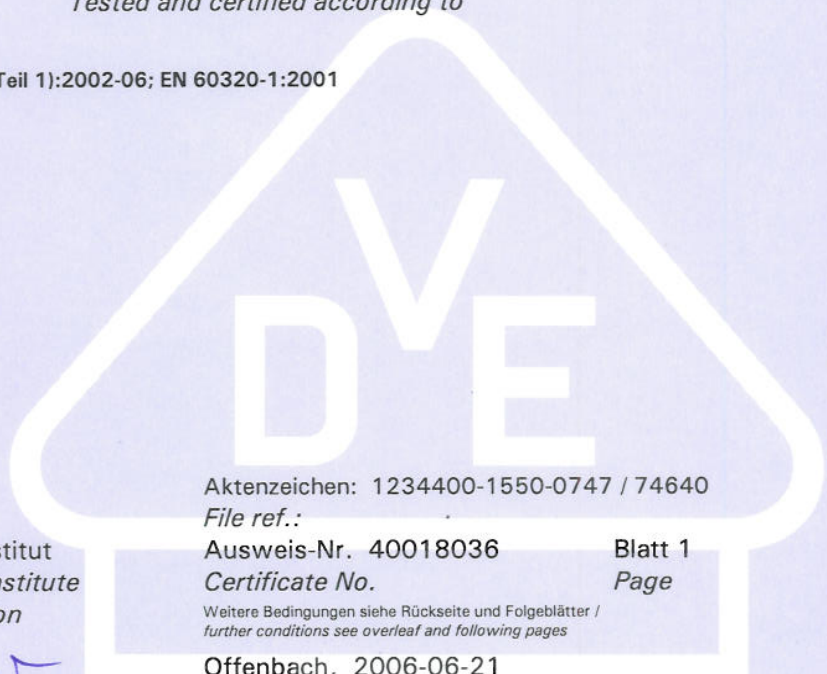 Tested and certified according to
Teil 1):2002-06; EN 60320-1:2001
V
D E
Aktenzeichen: 1234400-1550-0747 / 74640
File ref.:
Ausweis-Nr. 40018036 Blatt 1
Certificate No. Page
Weitere Bedingungen siehe Rückseite und Folgeblätter /
further conditions see overleaf and following pages
Offenbach, 2006-06-21